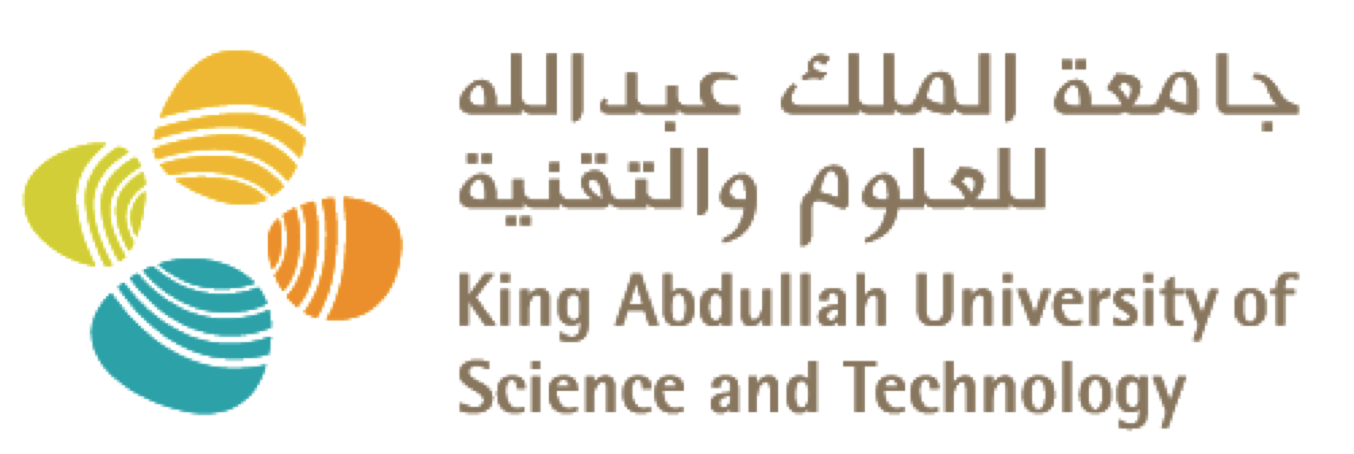 جامعة الملك عبدالله
للعلوم والتقنية
King Abdullah University of
Science and Technology